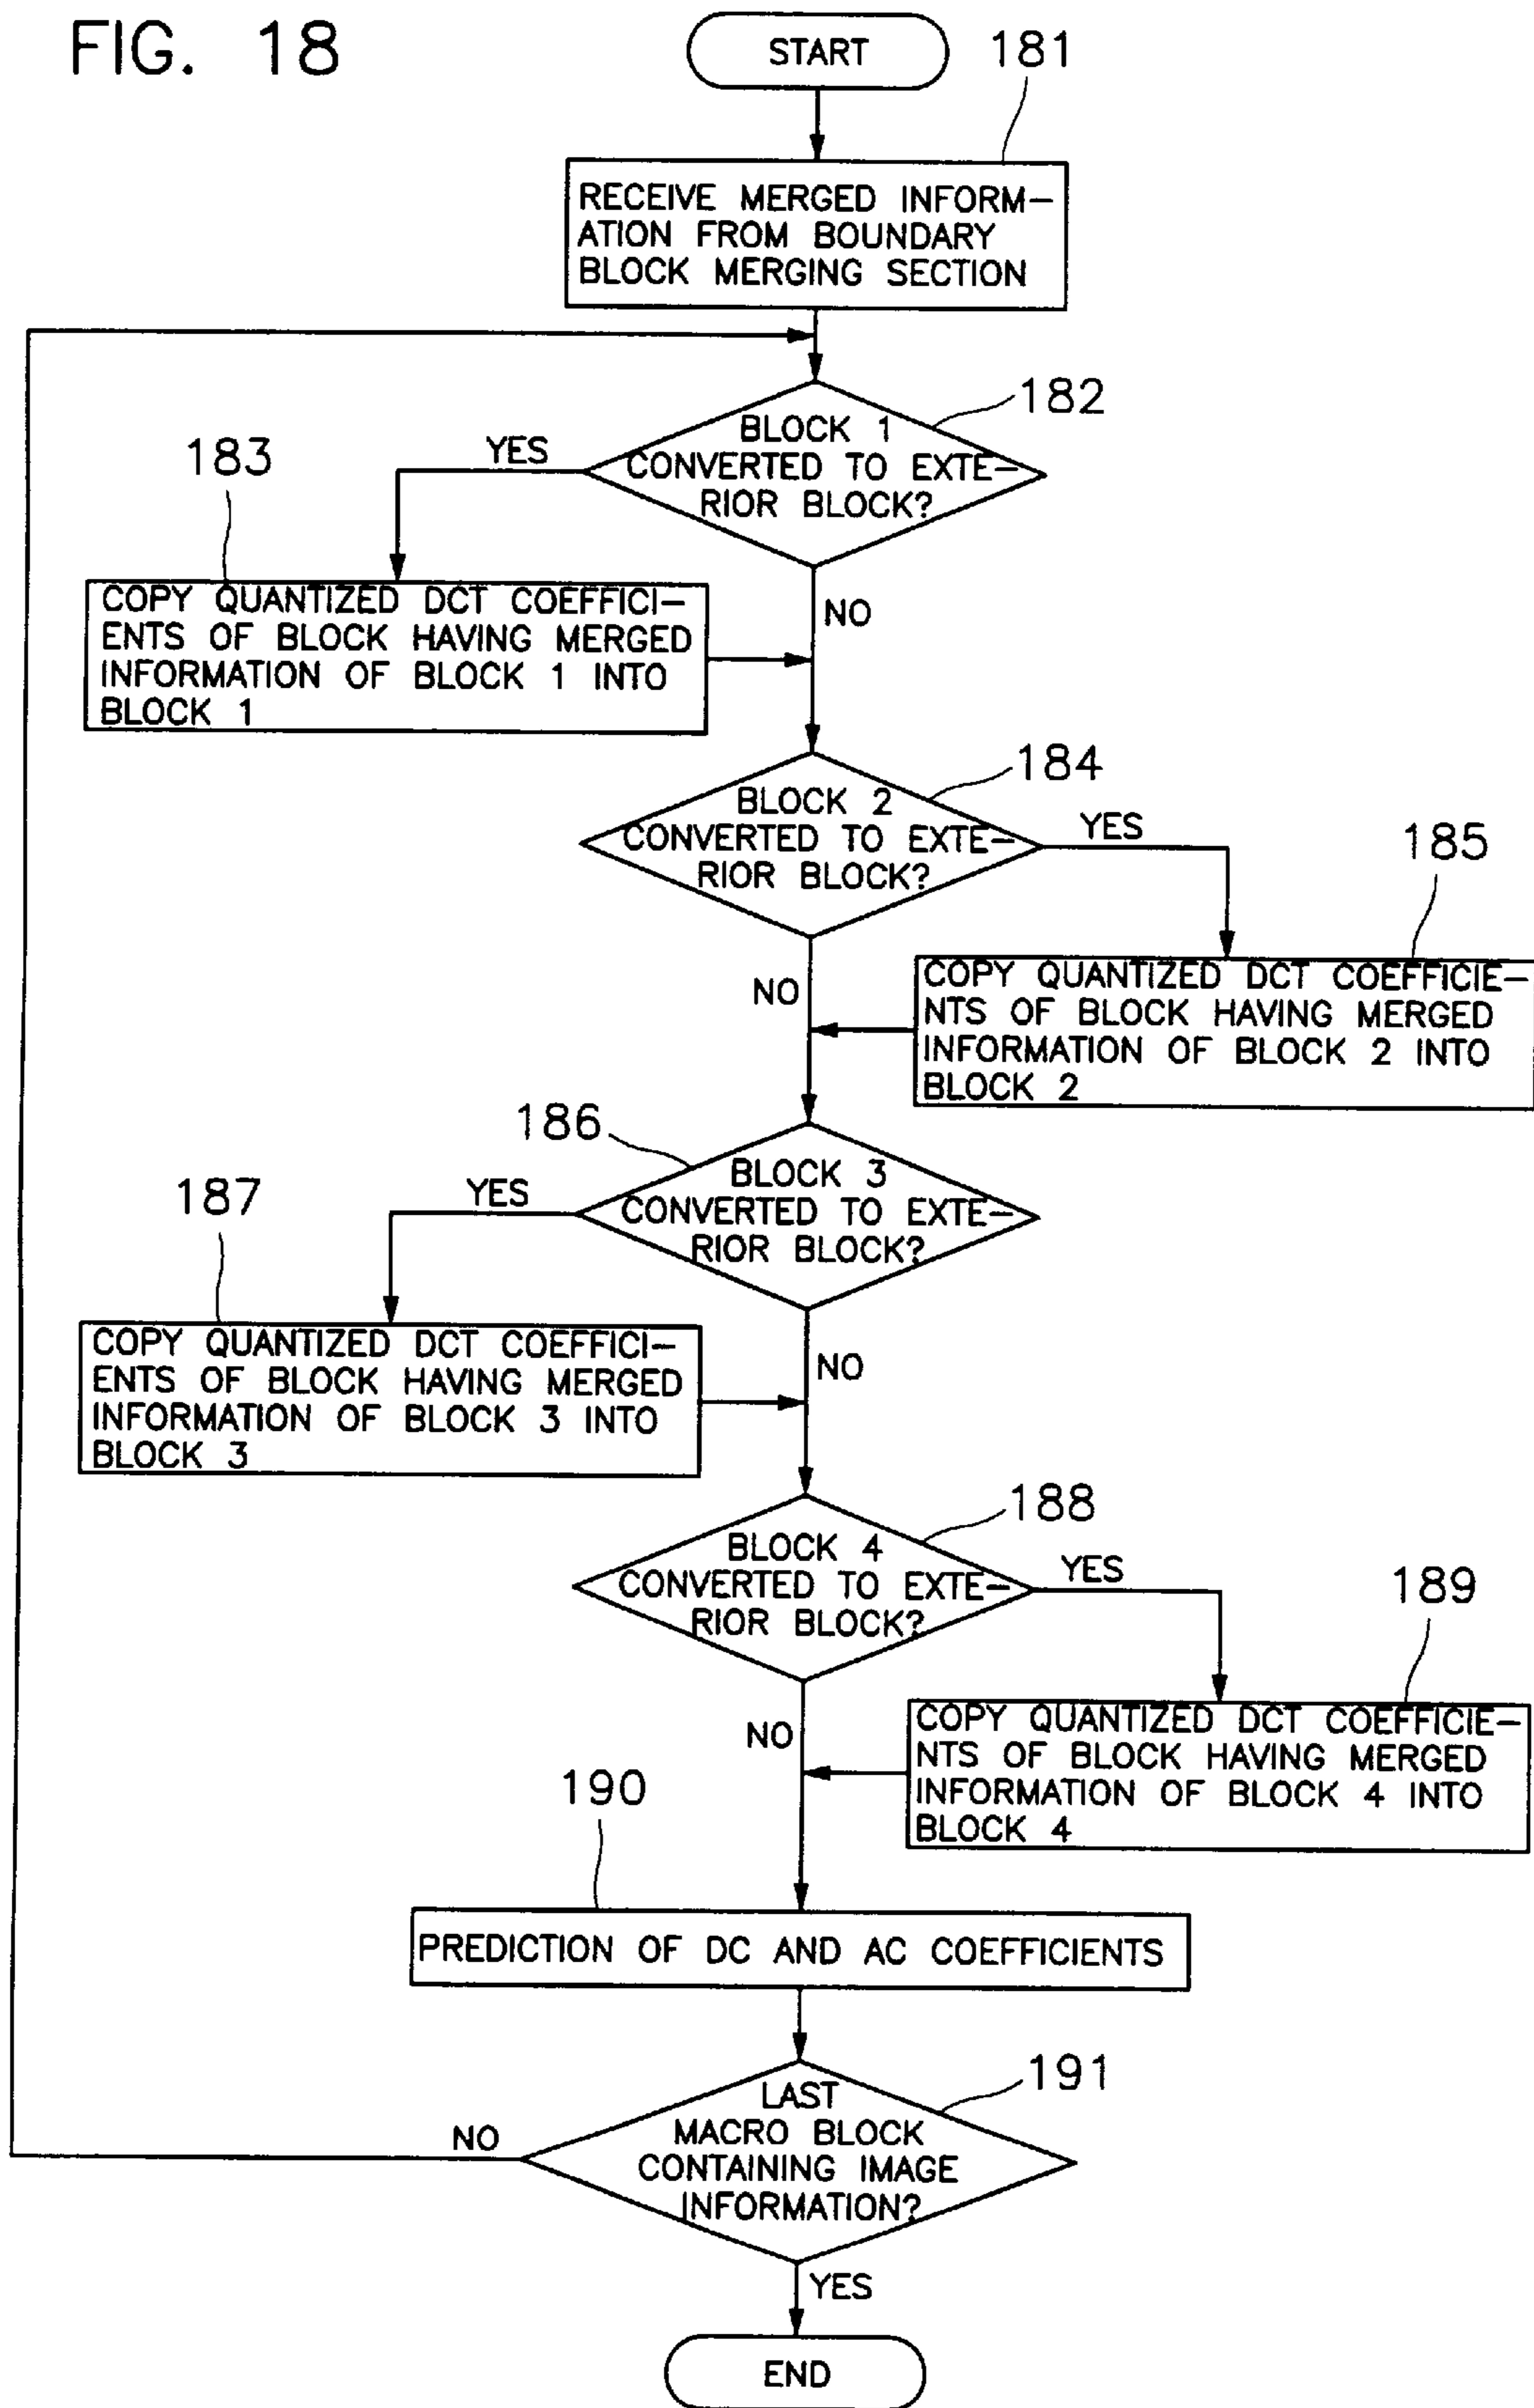 FIG. 18
START
181
RECEIVE MERGED INFORM-
ATION FROM BOUNDARY
BLOCK MERGING SECTION
182
BLOCK 1
CONVERTED TO EXTE-
RIOR BLOCK?
YES
183
NO
COPY QUANTIZED DCT COEFFICI-
ENTS OF BLOCK HAVING MERGED
INFORMATION OF BLOCK 1 INTO
BLOCK 1
184
BLOCK 2
CONVERTED TO EXTE-
RIOR BLOCK?
YES
185
NO
COPY QUANTIZED DCT COEFFICIE-
NTS OF BLOCK HAVING MERGED
INFORMATION OF BLOCK 2 INTO
BLOCK 2
186
BLOCK 3
CONVERTED TO EXTE-
RIOR BLOCK?
YES
187
NO
COPY QUANTIZED DCT COEFFICI-
ENTS OF BLOCK HAVING MERGED
INFORMATION OF BLOCK 3 INTO
BLOCK 3
188
BLOCK 4
CONVERTED TO EXTE-
RIOR BLOCK?
YES
189
NO
COPY QUANTIZED DCT COEFFICIE-
NTS OF BLOCK HAVING MERGED
INFORMATION OF BLOCK 4 INTO
BLOCK 4
190
PREDICTION OF DC AND AC COEFFICIENTS
191
LAST
MACRO BLOCK
CONTAINING IMAGE
INFORMATION?
NO
YES
END